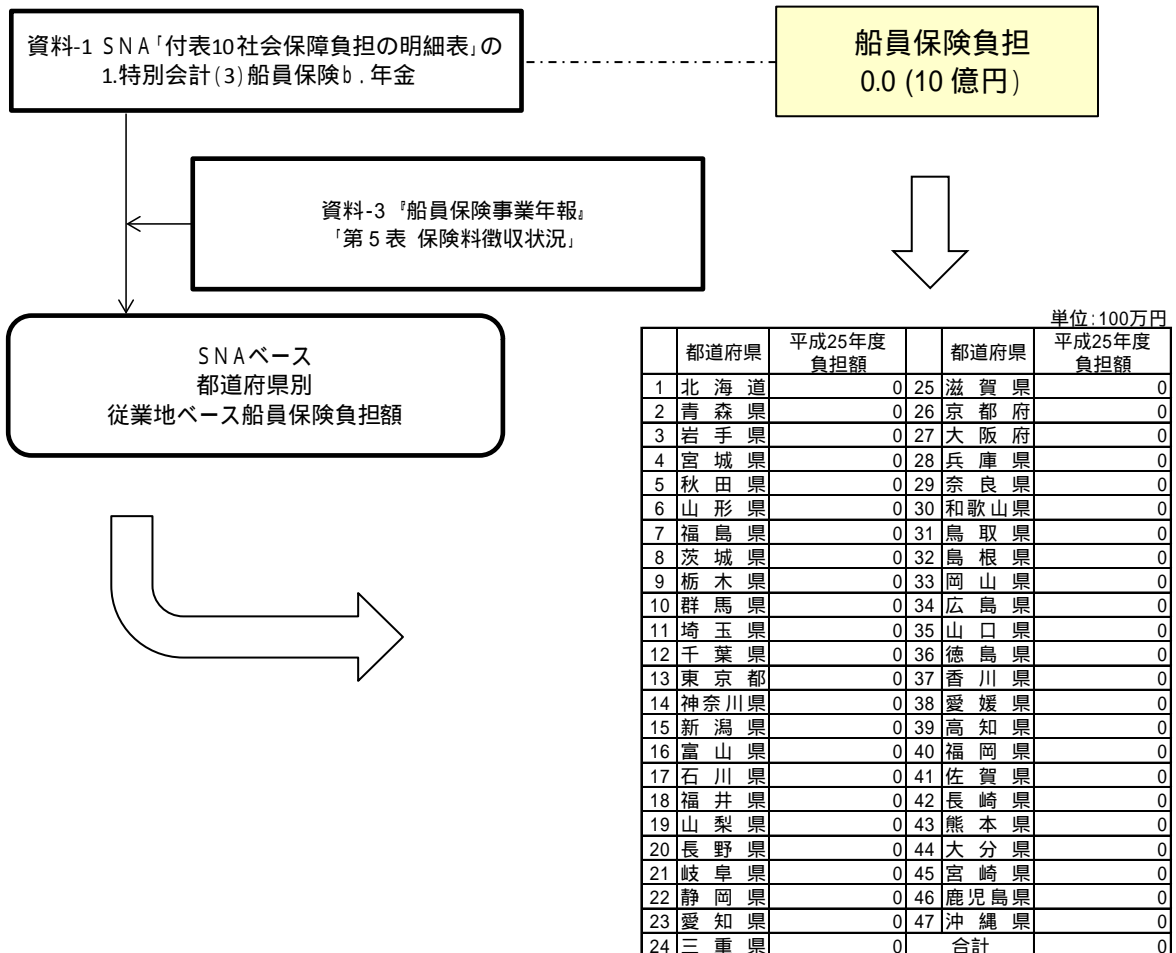 資料-1 SNA「付表10社会保障負担の明細表」の
1.特別会計(3)船員保険b.年金
船員保険負担
0.0 (10 億円)
資料-3『船員保険事業年報』
「第5表 保険料徴収状況」
SNAベース
都道府県別
従業地ベース船員保険負担額
単位:100万円
都道府県 平成25年度 負担額 都道府県 平成25年度 負担額
1 北海道 0 25 滋賀県 0
2 青森県 0 26 京都府 0
3 岩手県 0 27 大阪府 0
4 宮城県 0 28 兵庫県 0
5 秋田県 0 29 奈良県 0
6 山形県 0 30 和歌山県 0
7 福島県 0 31 鳥取県 0
8 茨城県 0 32 島根県 0
9 栃木県 0 33 岡山県 0
10 群馬県 0 34 広島県 0
11 埼玉県 0 35 山口県 0
12 千葉県 0 36 徳島県 0
13 東京都 0 37 香川県 0
14 神奈川県 0 38 愛媛県 0
15 新潟県 0 39 高知県 0
16 富山県 0 40 福岡県 0
17 石川県 0 41 佐賀県 0
18 福井県 0 42 長崎県 0
19 山梨県 0 43 熊本県 0
20 長野県 0 44 大分県 0
21 岐阜県 0 45 宮崎県 0
22 静岡県 0 46 鹿児島県 0
23 愛知県 0 47 沖縄県 0
24 三重県 0 合計 0